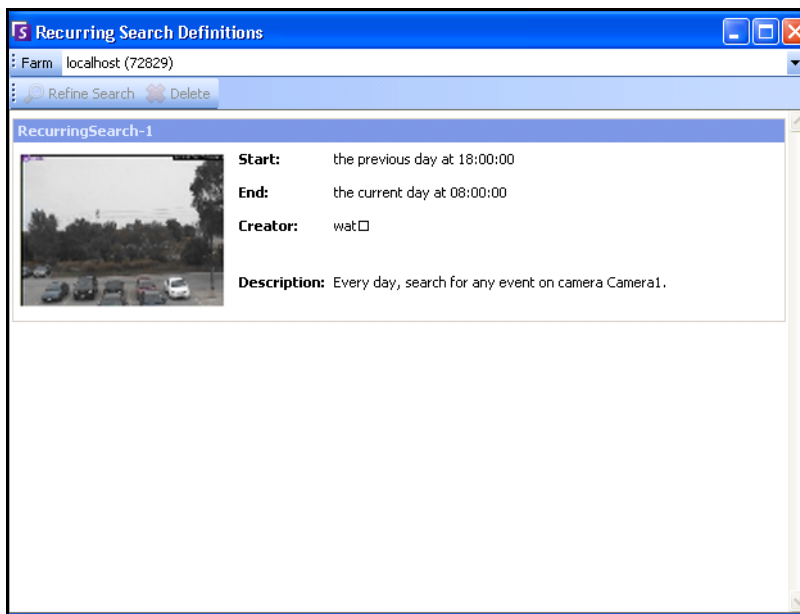 Recurring Search Definitions
Farm localhost (72829)
Refine Search Delete
RecurringSearch-1
Start: the previous day at 18:00:00
End: the current day at 08:00:00
Creator: wat□
Description: Every day, search for any event on camera Camera1.